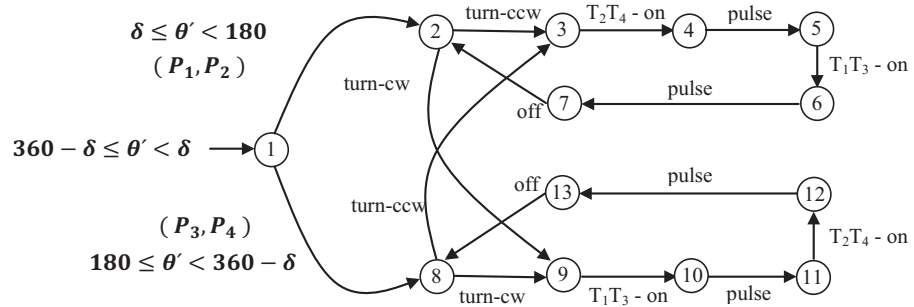 δ ≤ θ′ < 180
( P₁, P₂ )
360 − δ ≤ θ′ < δ
( P₃, P₄ )
180 ≤ θ′ < 360 − δ
1
2
turn-ccw
3
T₂T₄ - on
4
pulse
5
T₁T₃ - on
6
pulse
7
off
turn-cw
turn-ccw
8
turn-cw
9
T₁T₃ - on
10
pulse
11
T₂T₄ - on
12
pulse
13
off